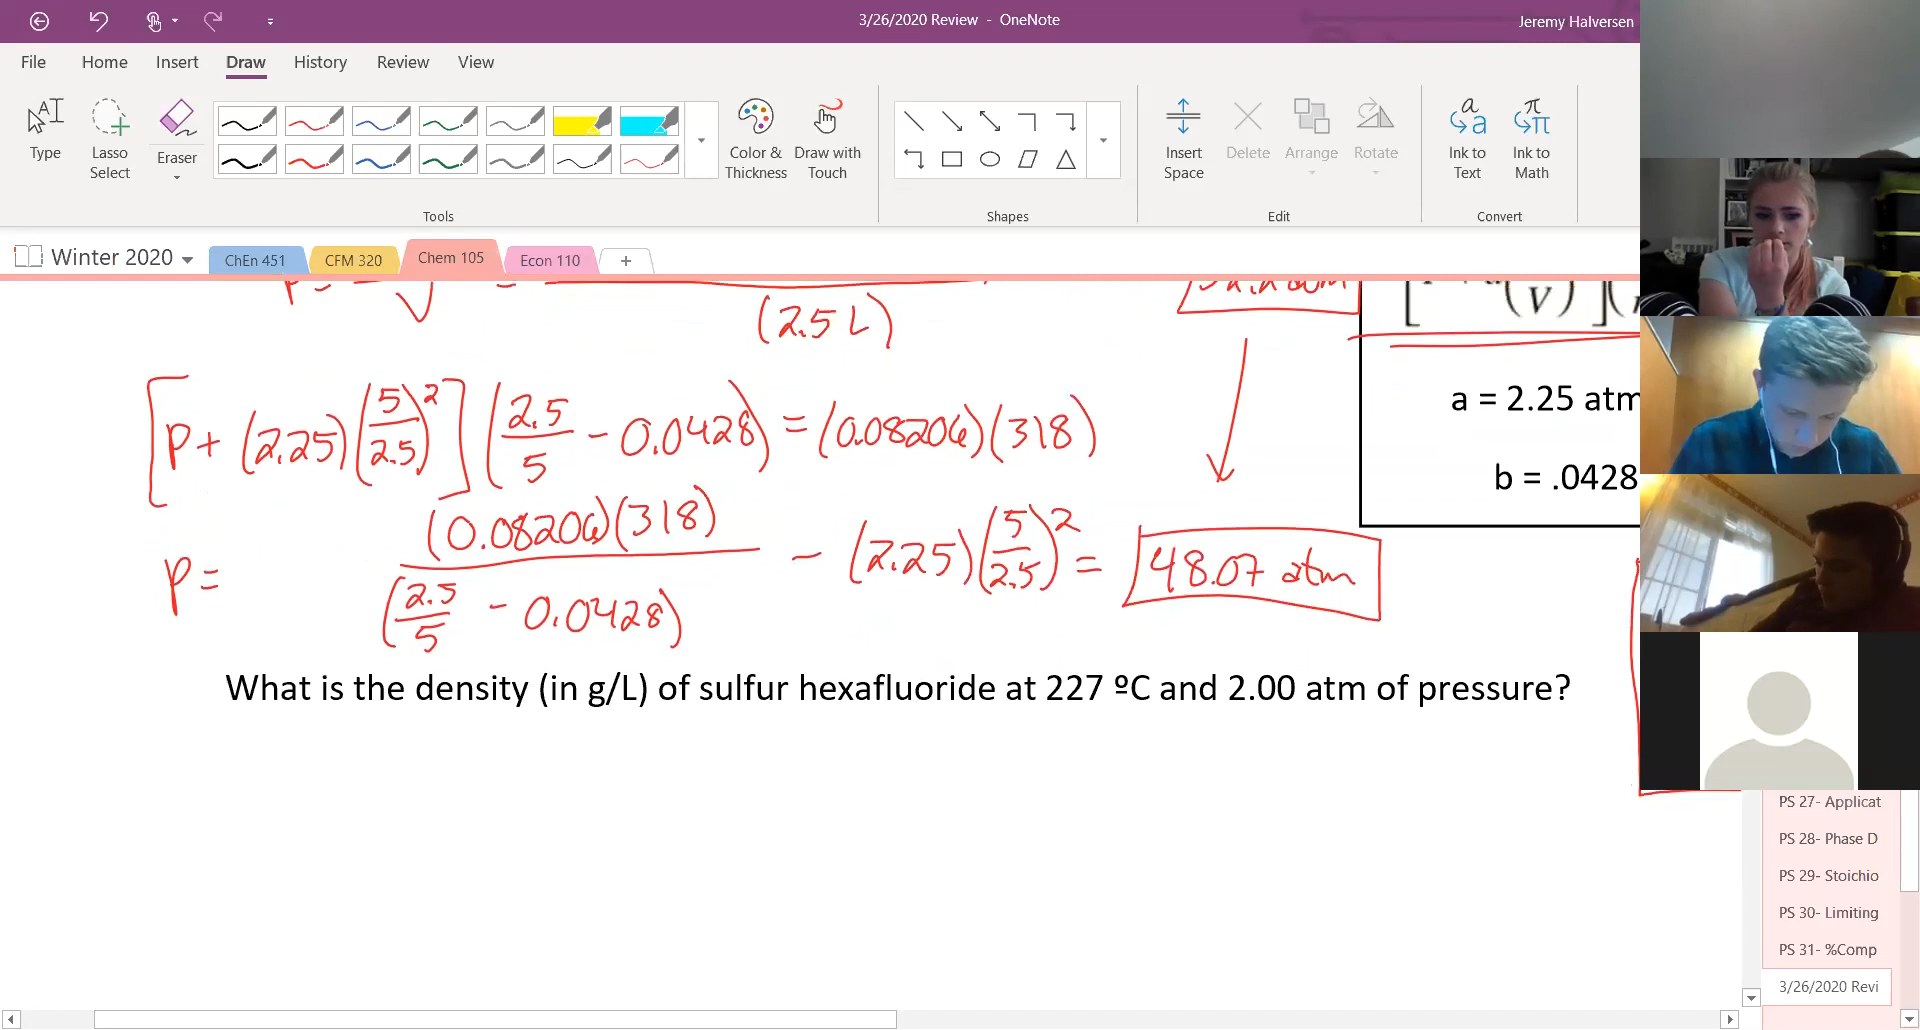 3/26/2020 Review - OneNote
Jeremy Halversen
File Home Insert Draw History Review View
Type
Lasso Select
Eraser
Color & Thickness
Draw with Touch
Insert Space
Delete
Arrange
Rotate
Ink to Text
Ink to Math
Tools
Shapes
Edit
Convert
Winter 2020
ChEn 451
CFM 320
Chem 105
Econ 110
+
V
(2.5 L)
[P + (2.25)(5/2.5)²](2.5/5 - 0.0428) = (0.08206)(318)
a = 2.25 atm
b = .0428
P = (0.08206)(318)/(2.5/5 - 0.0428) - (2.25)(5/2.5)² = 48.07 atm
What is the density (in g/L) of sulfur hexafluoride at 227 ºC and 2.00 atm of pressure?
PS 27- Applicat
PS 28- Phase D
PS 29- Stoichio
PS 30- Limiting
PS 31- %Comp
3/26/2020 Revi